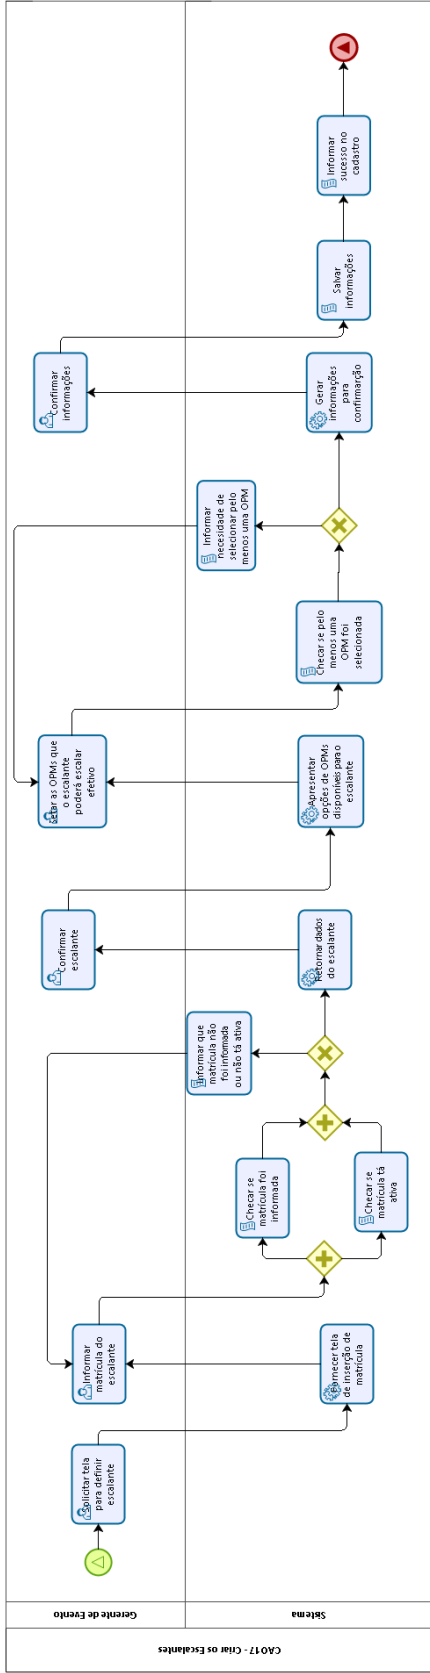 CAO17 - Criar os Escalantes
Gerente de Evento
Sistema
Solicitar tela
para definir
escalante
Fornecer tela
de inserção de
matrícula
Informar
matrícula do
escalante
Checar se
matrícula foi
informada
Checar se
matrícula tá
ativa
Informar que
matrícula não
foi informada
ou não tá ativa
Retornar dados
do escalante
Confirmar
escalante
Apresentar
opções de OPMs
disponíveis para o
escalante
Setar as OPMs que
o escalante
poderá escalar
efetivo
Checar se pelo
menos uma
OPM foi
selecionada
Informar
necessidade de
selecionar pelo
menos uma OPM
Gerar
informações
para
confirmarção
Confirmar
informações
Salvar
informações
Informar
sucesso no
cadastro